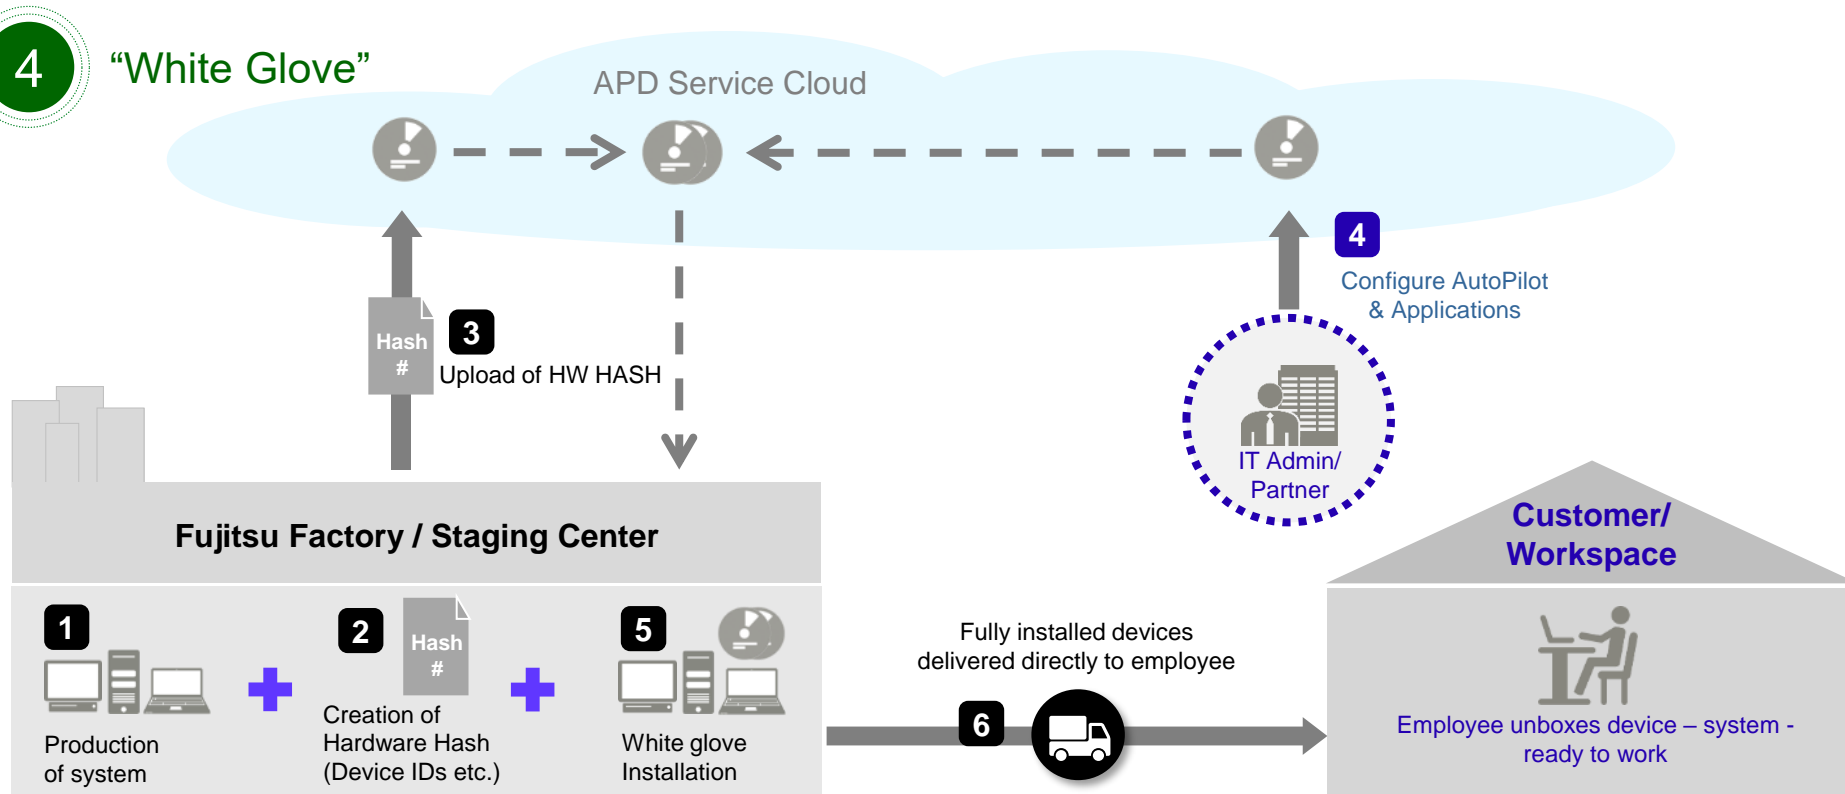 4
“White Glove”
APD Service Cloud
4
Configure AutoPilot
& Applications
Hash
#
3
Upload of HW HASH
IT Admin/
Partner
Fujitsu Factory / Staging Center
Customer/
Workspace
1
Production
of system
2
Hash
#
Creation of
Hardware Hash
(Device IDs etc.)
5
White glove
Installation
Fully installed devices
delivered directly to employee
6
Employee unboxes device – system -
ready to work